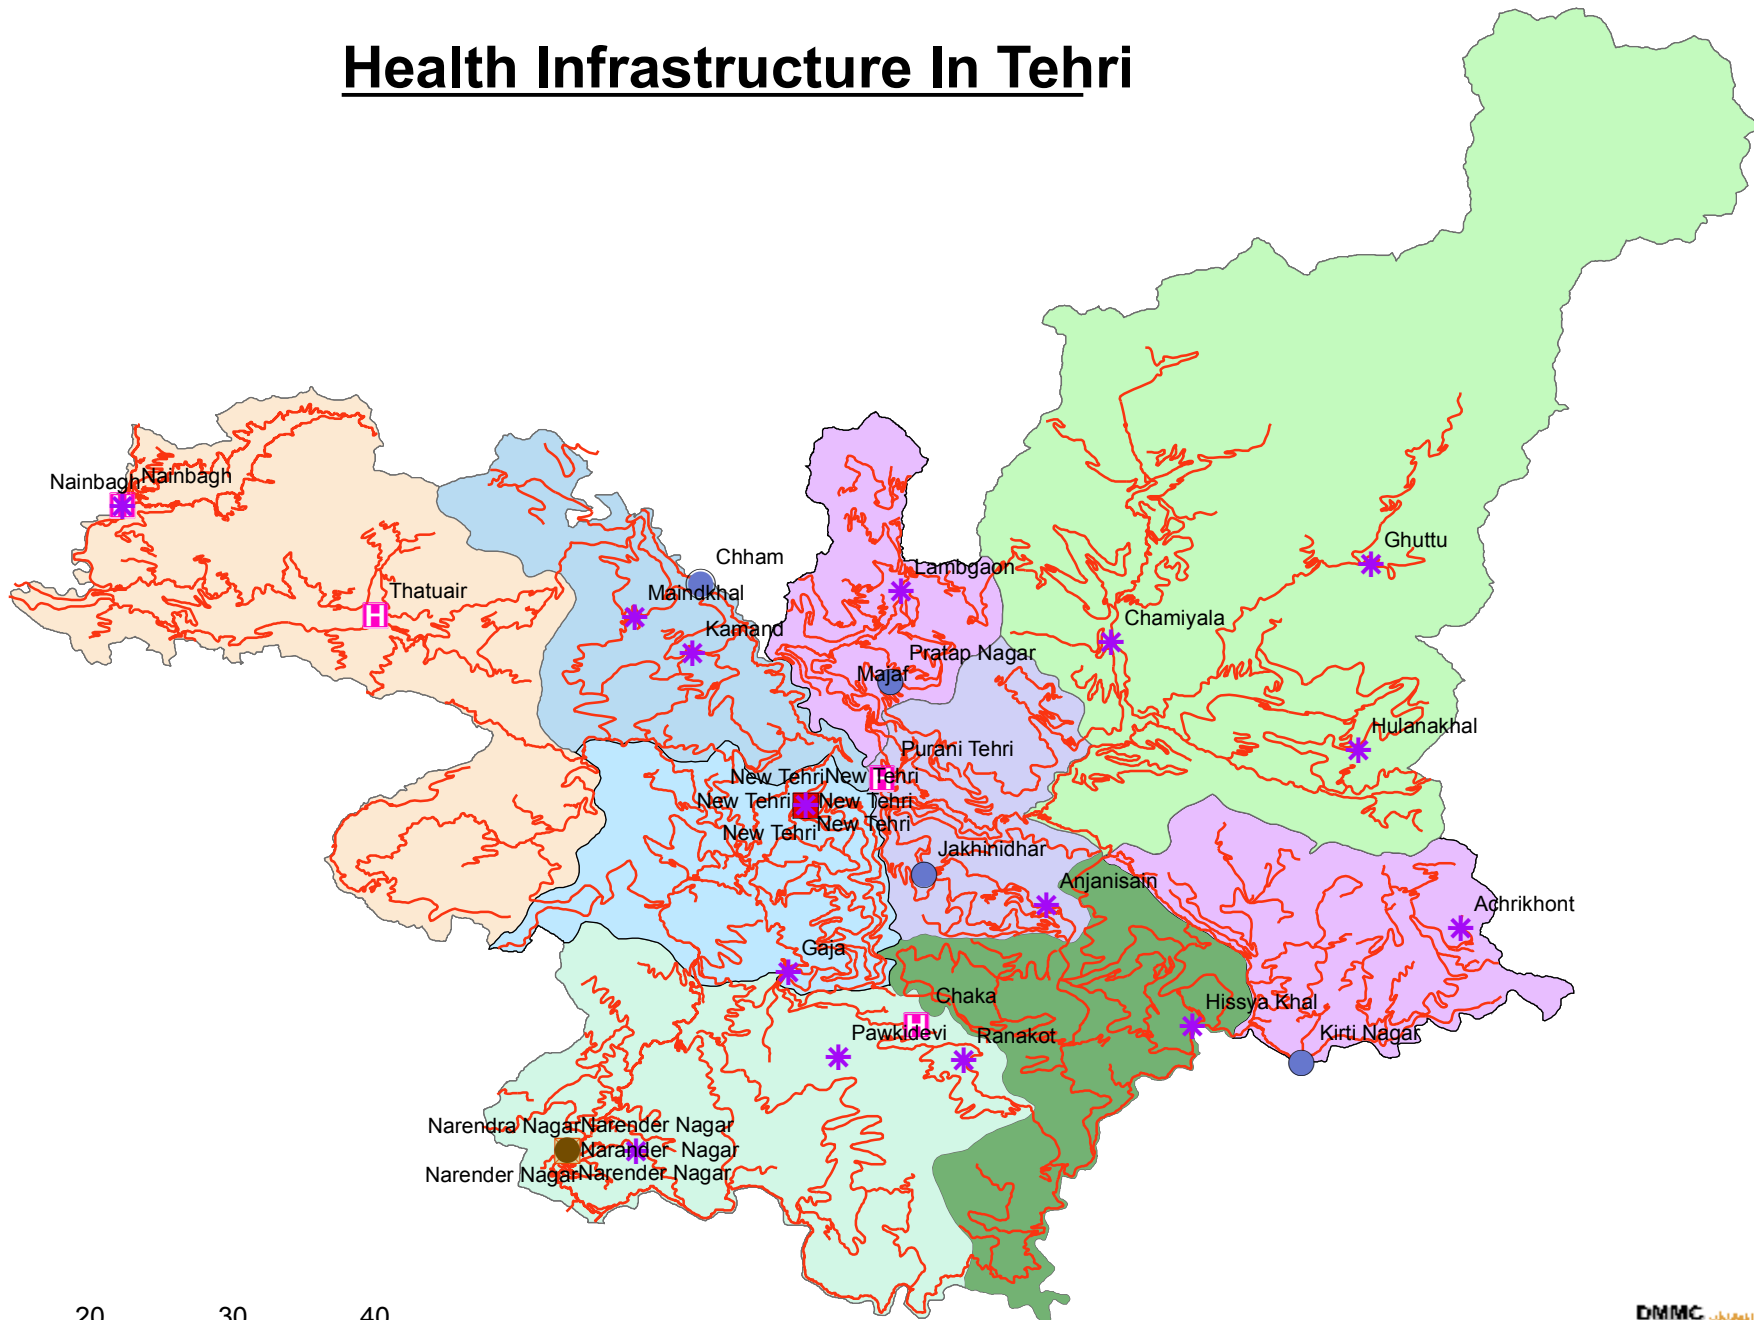 Health Infrastructure In Tehri
Nainbagh Nainbagh
Thatuair
Chham
Maindkhal
Kamand
Lambgaon
Pratap Nagar
Majaf
Ghuttu
Chamiyala
Hulanakhal
Purani Tehri
New Tehri New Tehri
New Tehri New Tehri
New Tehri New Tehri
Jakhinidhar
Anjanisain
Achrikhont
Gaja
Chaka
Hissya Khal
Pawkidevi
Ranakot
Kirti Nagar
Narendra Nagar Narender Nagar
Narander Nagar
Narender Nagar Narender Nagar
20 30 40
DMMC